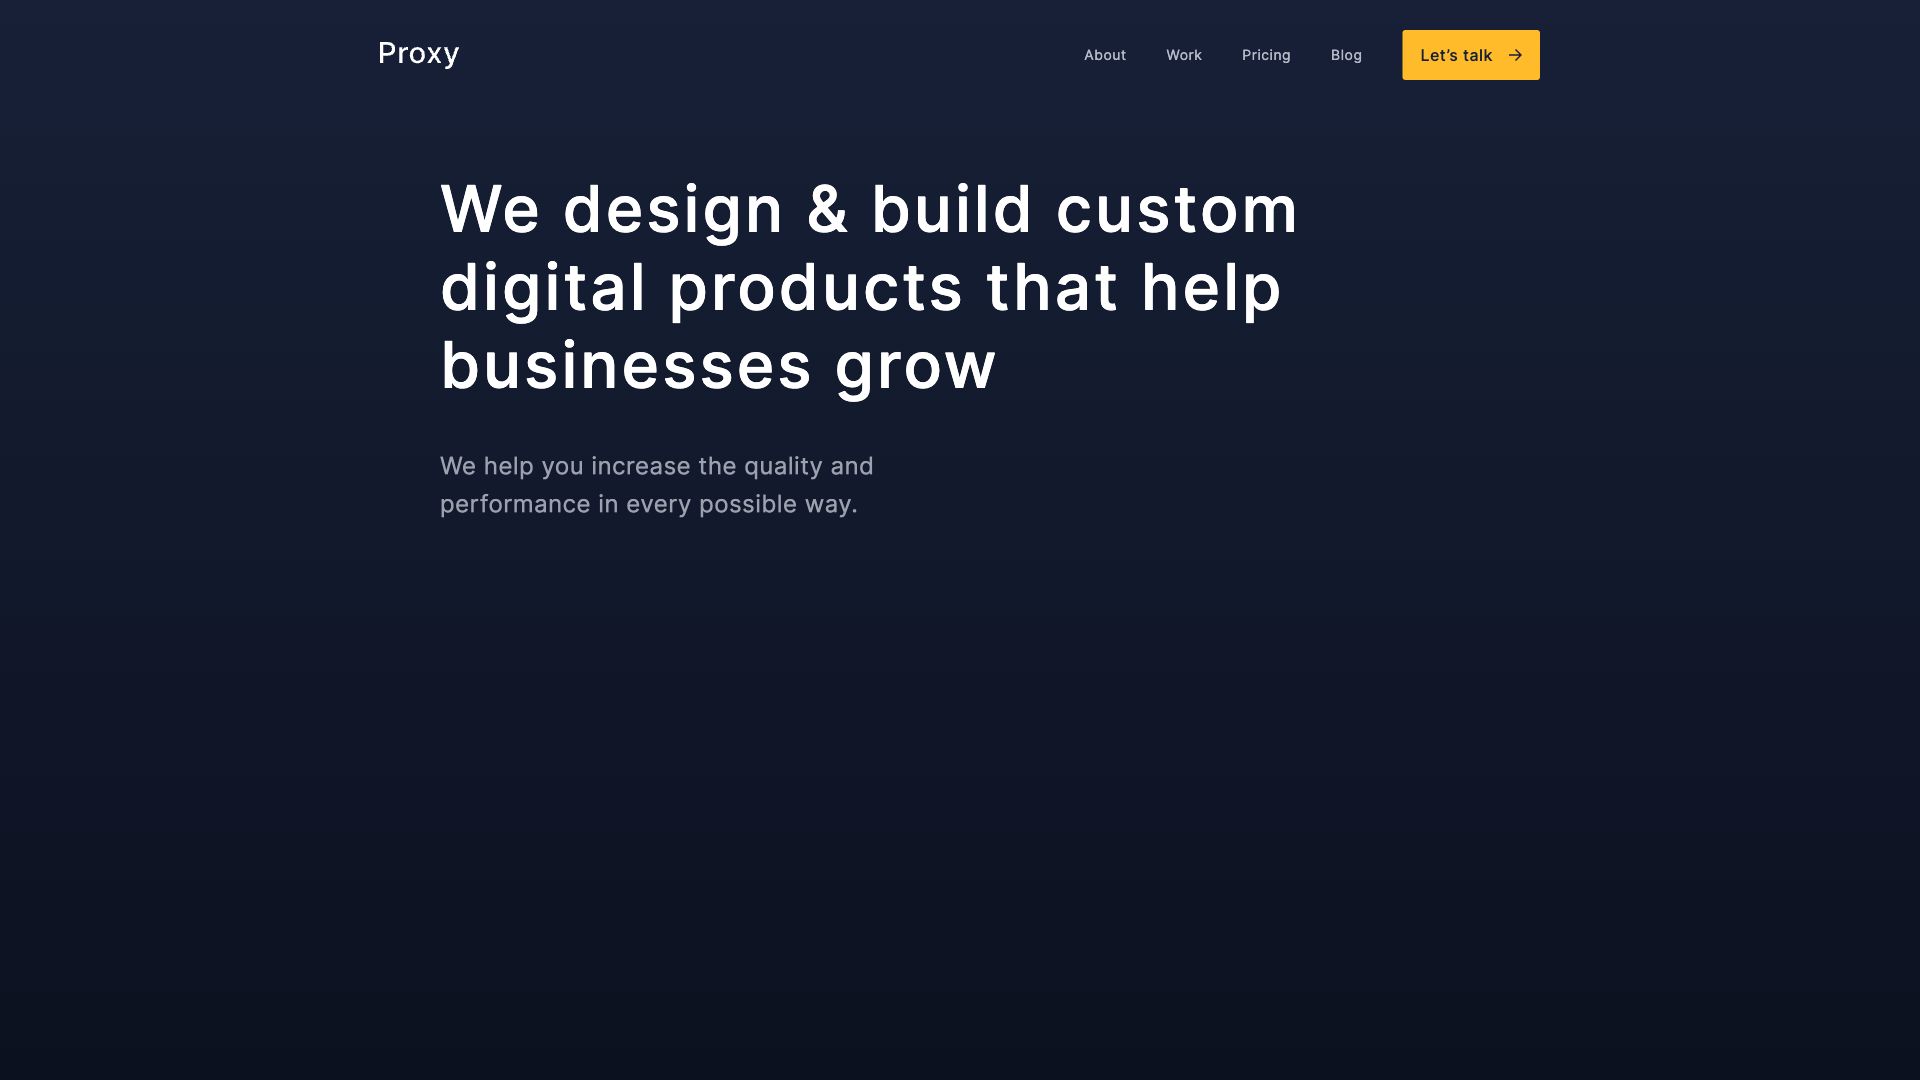 Proxy
About Work Pricing Blog Let’s talk →
We design & build custom
digital products that help
businesses grow
We help you increase the quality and
performance in every possible way.